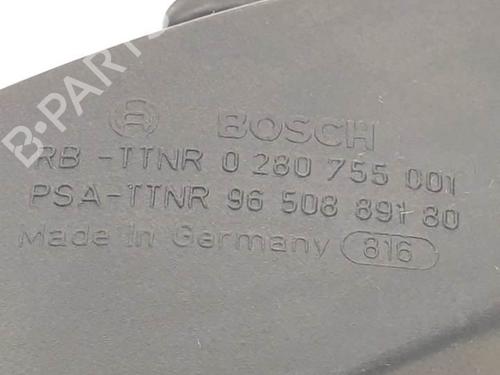 B-PARTS
BOSCH
RB -TTNR 0 280 755 001
PSA-TTNR 96 508 891 80
Made in Germany 816